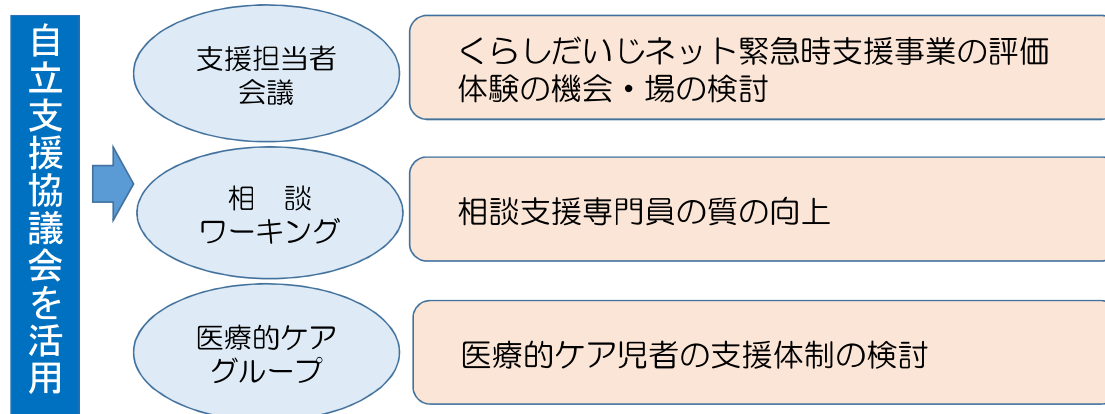 自立支援協議会を活用
支援担当者
会議
くらしだいじネット緊急時支援事業の評価
体験の機会・場の検討
相　談
ワーキング
相談支援専門員の質の向上
医療的ケア
グループ
医療的ケア児者の支援体制の検討